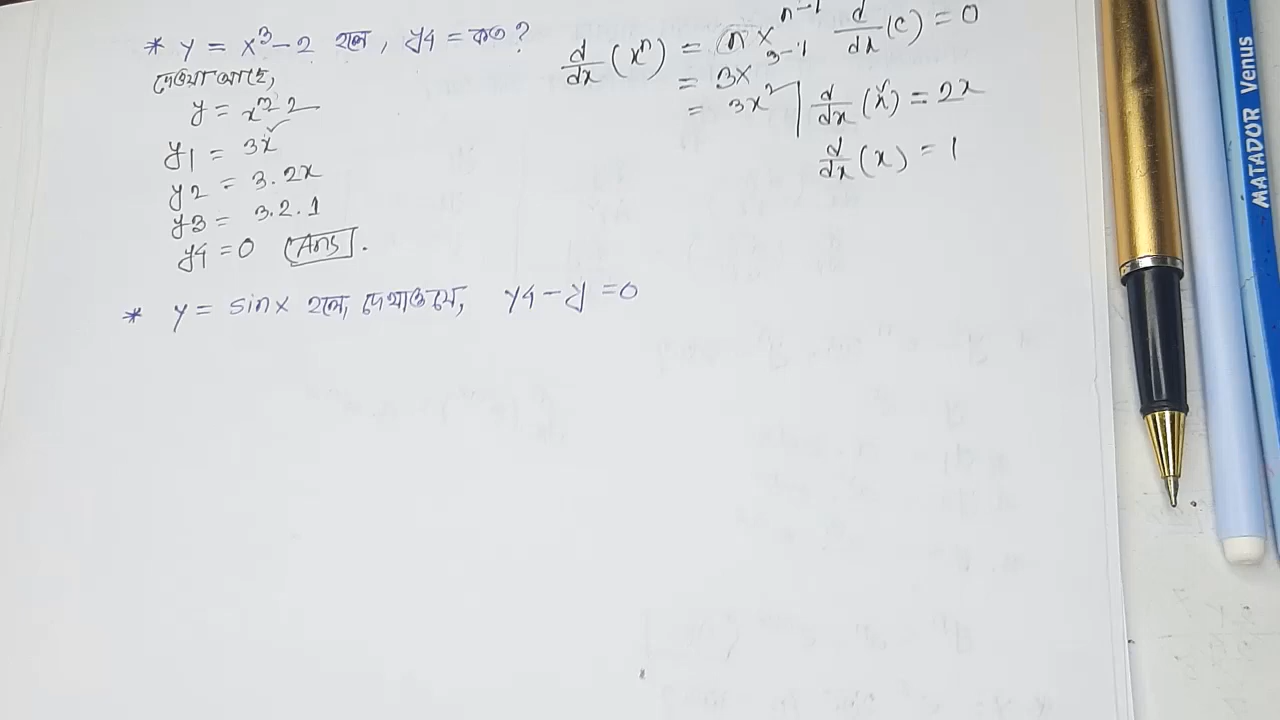 * y = x³-2 হলে, y4 = কত?
দেওয়া আছে,
y = x³-2
y1 = 3x²
y2 = 3.2x
y3 = 3.2.1
y4 = 0 (Ans).
d/dx (xⁿ) = n xⁿ⁻¹ d/dx (c) = 0
= 3x³⁻¹
= 3x² d/dx (x²) = 2x
d/dx (x) = 1
* y = sinx হলে, দেখাও যে, y4 - y = 0
MATADOR Venus